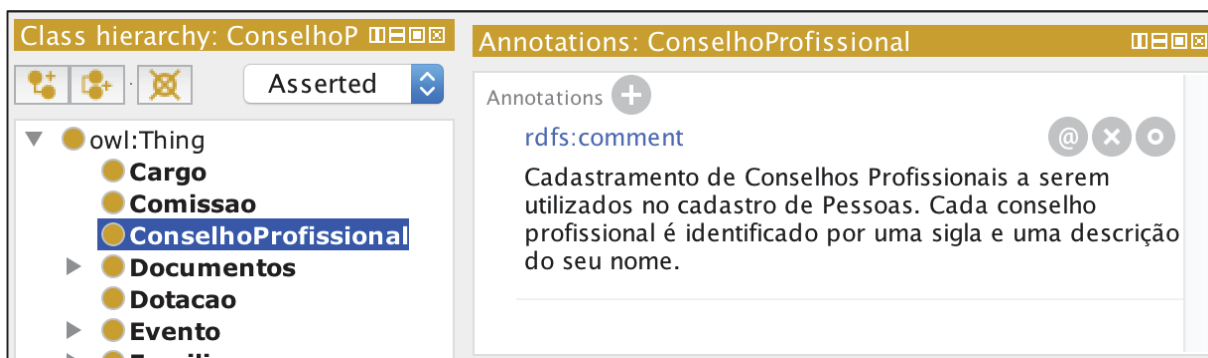 Class hierarchy: ConselhoP
Asserted
owl:Thing
Cargo
Comissao
ConselhoProfissional
Documentos
Dotacao
Evento
Annotations: ConselhoProfissional
Annotations
rdfs:comment
@
Cadastramento de Conselhos Profissionais a serem
utilizados no cadastro de Pessoas. Cada conselho
profissional é identificado por uma sigla e uma descrição
do seu nome.